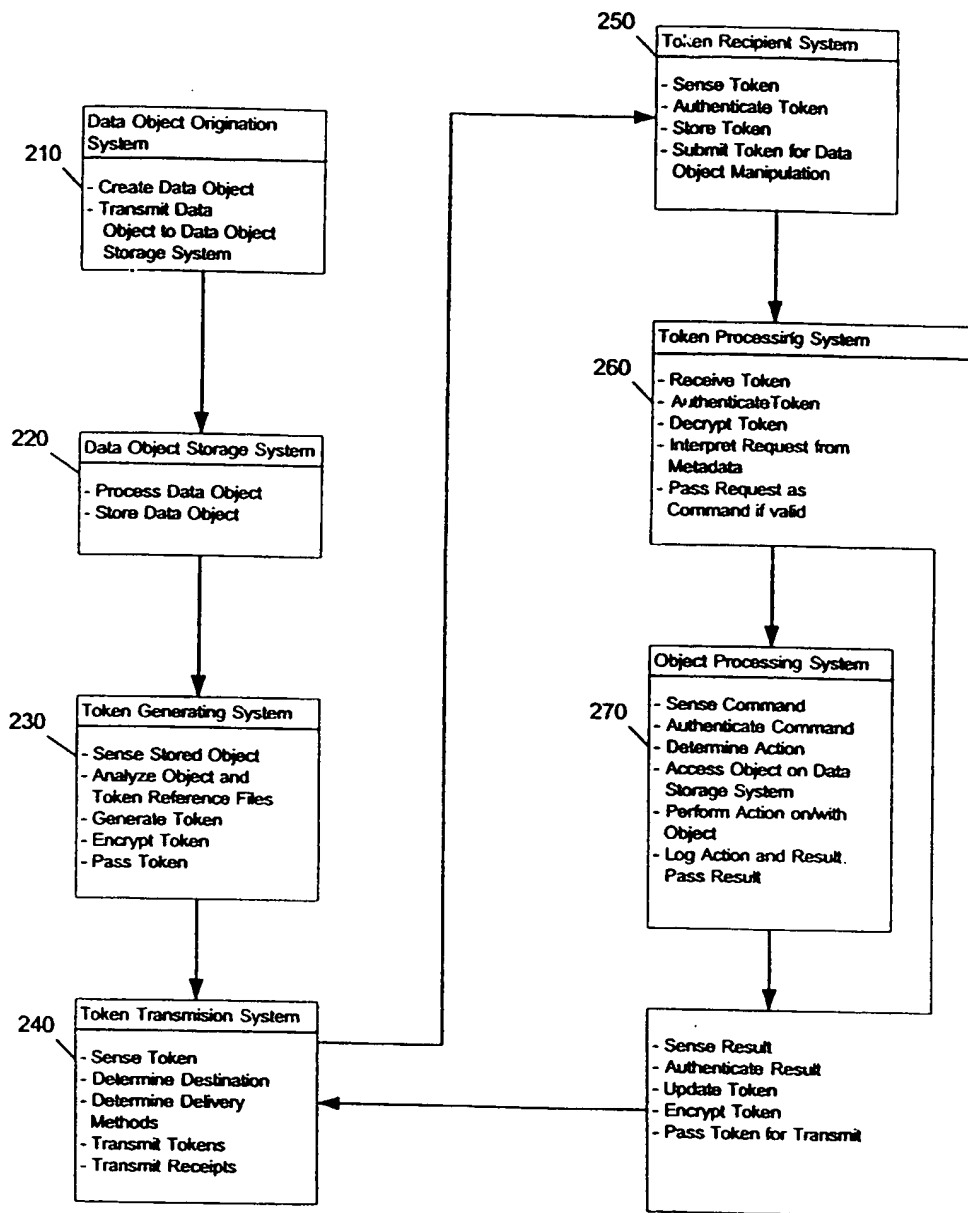 210
Data Object Origination
System
- Create Data Object
- Transmit Data
Object to Data Object
Storage System
220
Data Object Storage System
- Process Data Object
- Store Data Object
230
Token Generating System
- Sense Stored Object
- Analyze Object and
Token Reference Files
- Generate Token
- Encrypt Token
- Pass Token
240
Token Transmision System
- Sense Token
- Determine Destination
- Determine Delivery
Methods
- Transmit Tokens
- Transmit Receipts
250
Token Recipient System
- Sense Token
- Authenticate Token
- Store Token
- Submit Token for Data
Object Manipulation
260
Token Processing System
- Receive Token
- AuthenticateToken
- Decrypt Token
- Interpret Request from
Metadata
- Pass Request as
Command if valid
270
Object Processing System
- Sense Command
- Authenticate Command
- Determine Action
- Access Object on Data
Storage System
- Perform Action on/with
Object
- Log Action and Result.
Pass Result
- Sense Result
- Authenticate Result
- Update Token
- Encrypt Token
- Pass Token for Transmit